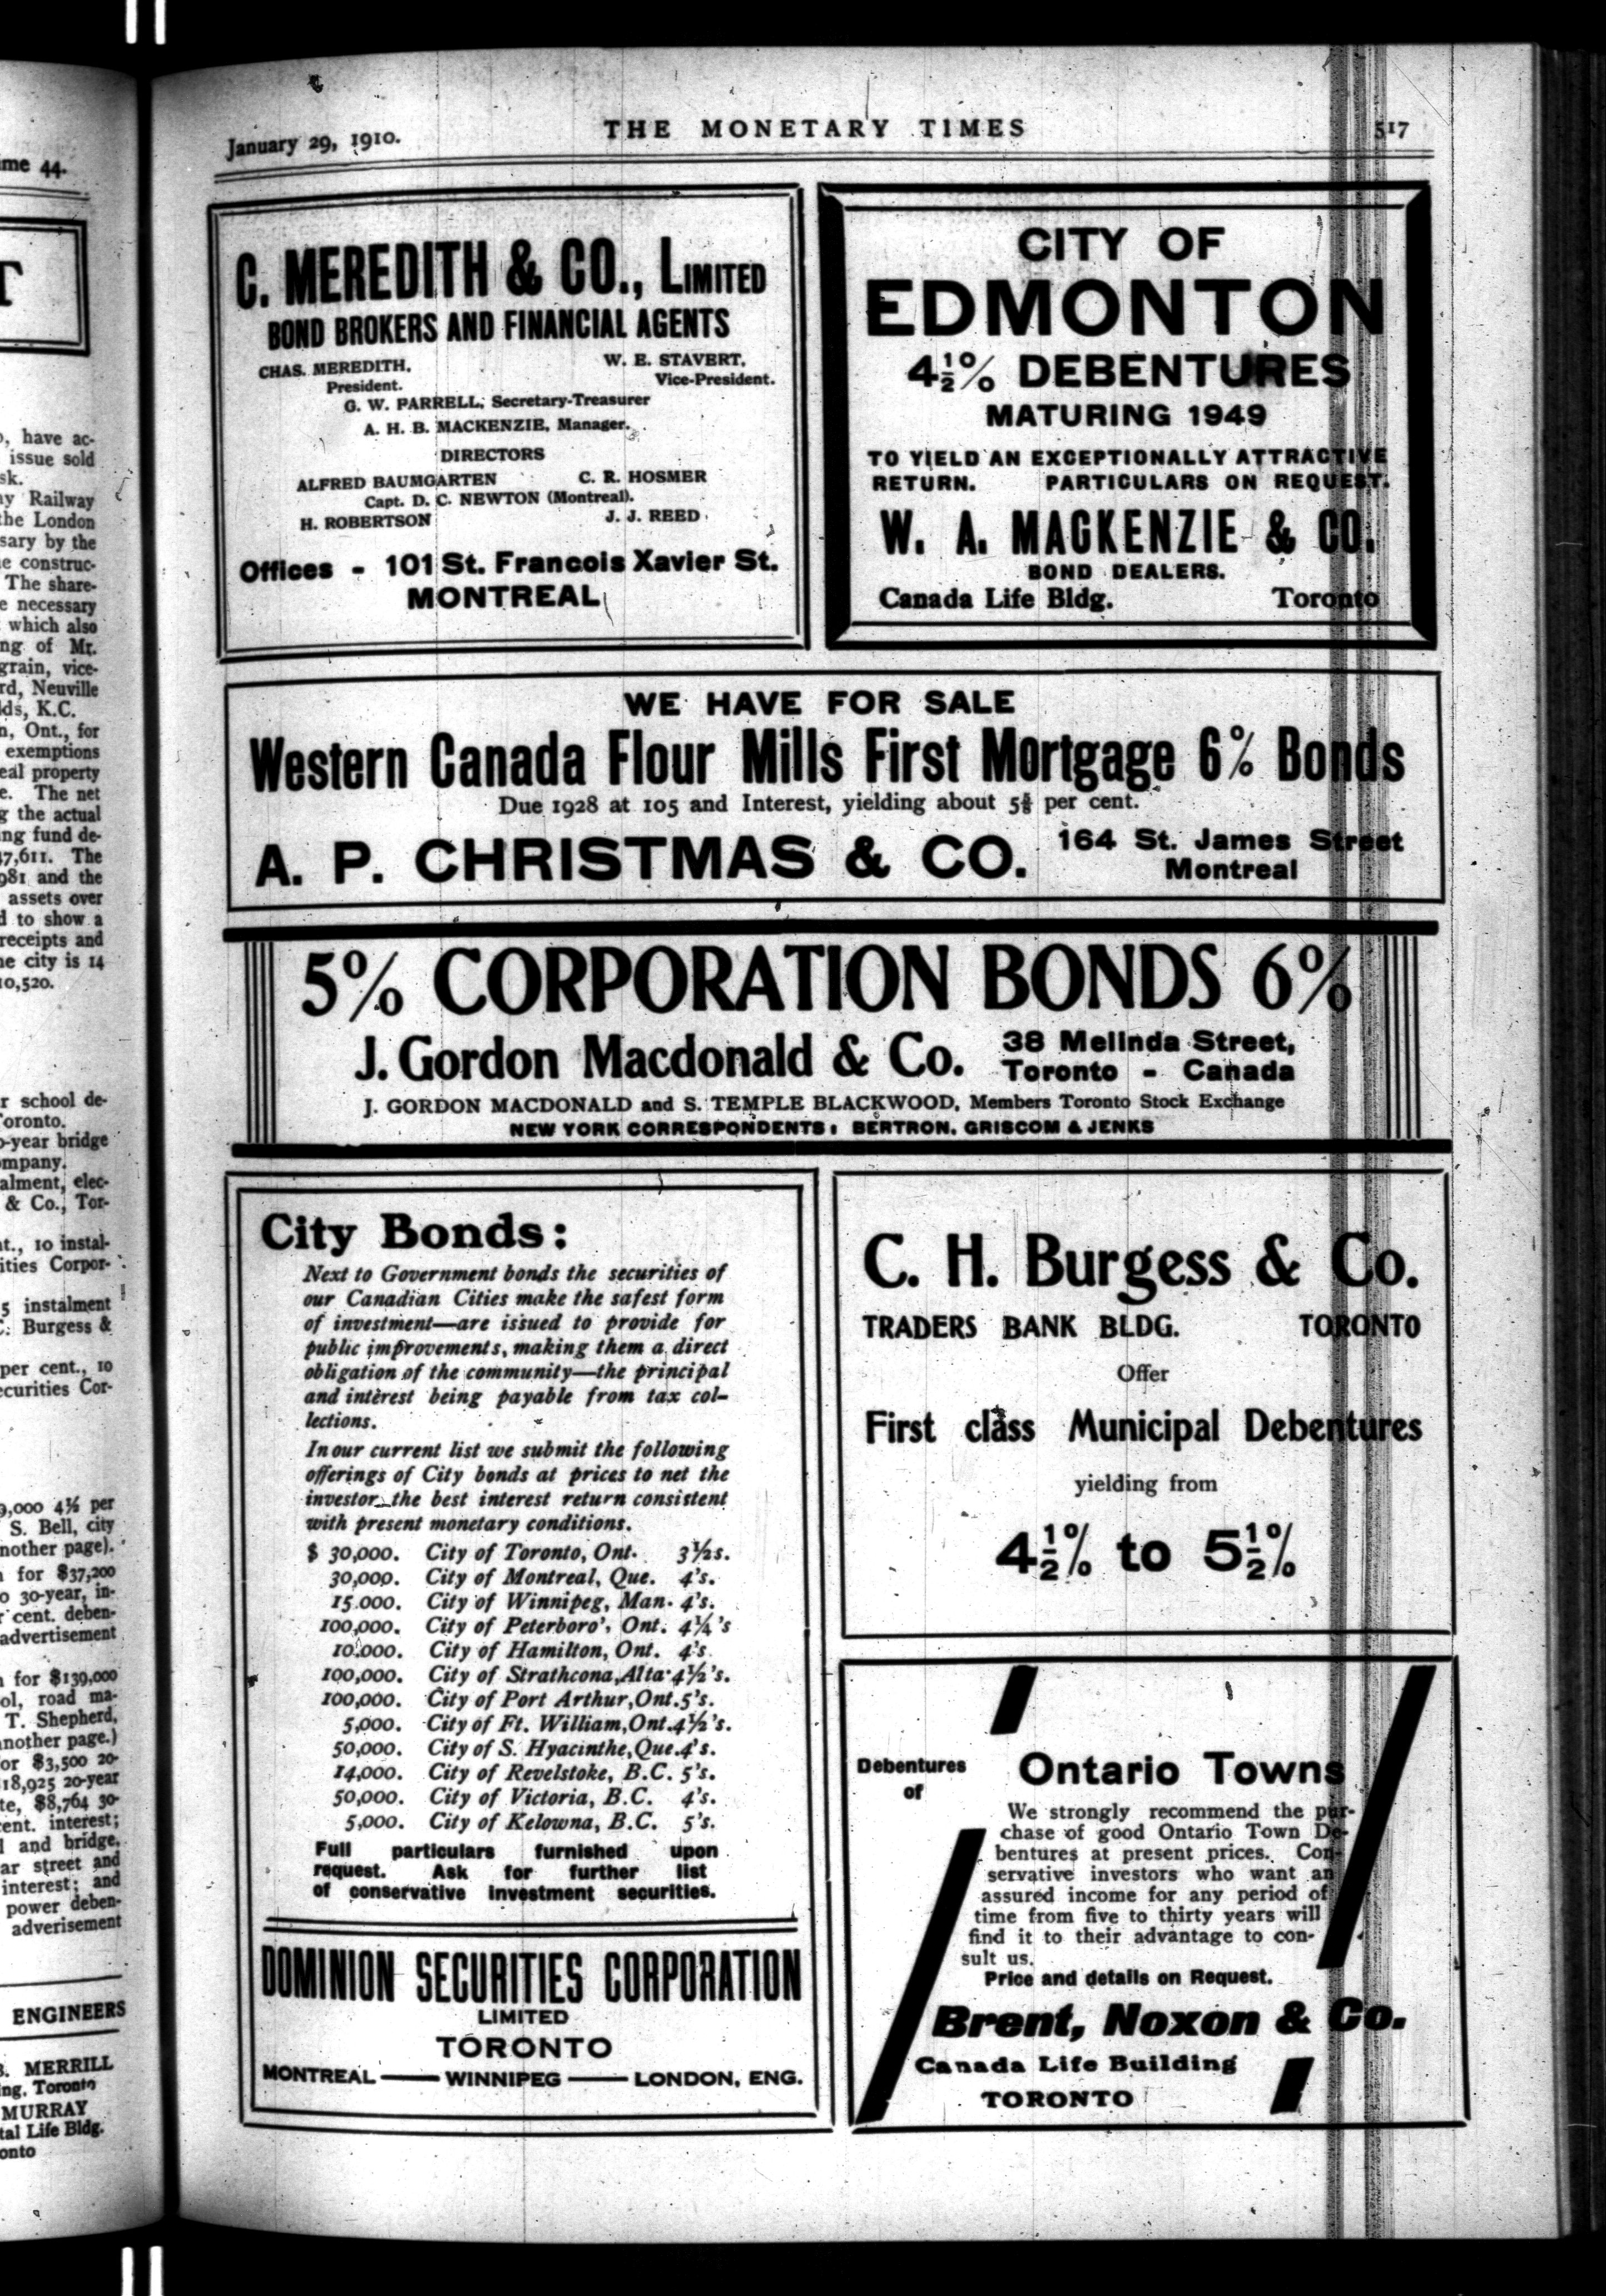 January 29, 1910.
THE MONETARY TIMES
517
C. MEREDITH & CO., LIMITED
BOND BROKERS AND FINANCIAL AGENTS
CHAS. MEREDITH, W. E. STAVERT,
President. Vice-President.
G. W. PARRELL, Secretary-Treasurer
A. H. B. MACKENZIE, Manager.
DIRECTORS
ALFRED BAUMGARTEN C. R. HOSMER
Capt. D. C. NEWTON (Montreal).
H. ROBERTSON J. J. REED
Offices - 101 St. Francois Xavier St.
MONTREAL
CITY OF
EDMONTON
4½% DEBENTURES
MATURING 1949
TO YIELD AN EXCEPTIONALLY ATTRACTIVE
RETURN. PARTICULARS ON REQUEST.
W. A. MACKENZIE & CO.
BOND DEALERS.
Canada Life Bldg. Toronto
WE HAVE FOR SALE
Western Canada Flour Mills First Mortgage 6% Bonds
Due 1928 at 105 and Interest, yielding about 5⅝ per cent.
A. P. CHRISTMAS & CO.
164 St. James Street
Montreal
5% CORPORATION BONDS 6%
J. Gordon Macdonald & Co.
38 Melinda Street,
Toronto - Canada
J. GORDON MACDONALD and S. TEMPLE BLACKWOOD, Members Toronto Stock Exchange
NEW YORK CORRESPONDENTS: BERTRON, GRISCOM & JENKS
City Bonds:
Next to Government bonds the securities of
our Canadian Cities make the safest form
of investment—are issued to provide for
public improvements, making them a direct
obligation of the community—the principal
and interest being payable from tax col-
lections.
In our current list we submit the following
offerings of City bonds at prices to net the
investor the best interest return consistent
with present monetary conditions.
$ 30,000. City of Toronto, Ont. 3½s.
30,000. City of Montreal, Que. 4's.
15.000. City of Winnipeg, Man. 4's.
100,000. City of Peterboro', Ont. 4¼'s
10.000. City of Hamilton, Ont. 4's
100,000. City of Strathcona, Alta. 4½'s.
100,000. City of Port Arthur, Ont. 5's.
5,000. City of Ft. William, Ont. 4½'s.
50,000. City of S. Hyacinthe, Que. 4's.
14,000. City of Revelstoke, B.C. 5's.
50,000. City of Victoria, B.C. 4's.
5,000. City of Kelowna, B.C. 5's.
Full particulars furnished upon
request. Ask for further list
of conservative investment securities.
DOMINION SECURITIES CORPORATION
LIMITED
TORONTO
MONTREAL — WINNIPEG — LONDON, ENG.
C. H. Burgess & Co.
TRADERS BANK BLDG. TORONTO
Offer
First class Municipal Debentures
yielding from
4½% to 5½%
Debentures
of
Ontario Towns
We strongly recommend the pur-
chase of good Ontario Town De-
bentures at present prices. Con-
servative investors who want an
assured income for any period of
time from five to thirty years will
find it to their advantage to con-
sult us.
Price and details on Request.
Brent, Noxon & Co.
Canada Life Building
TORONTO